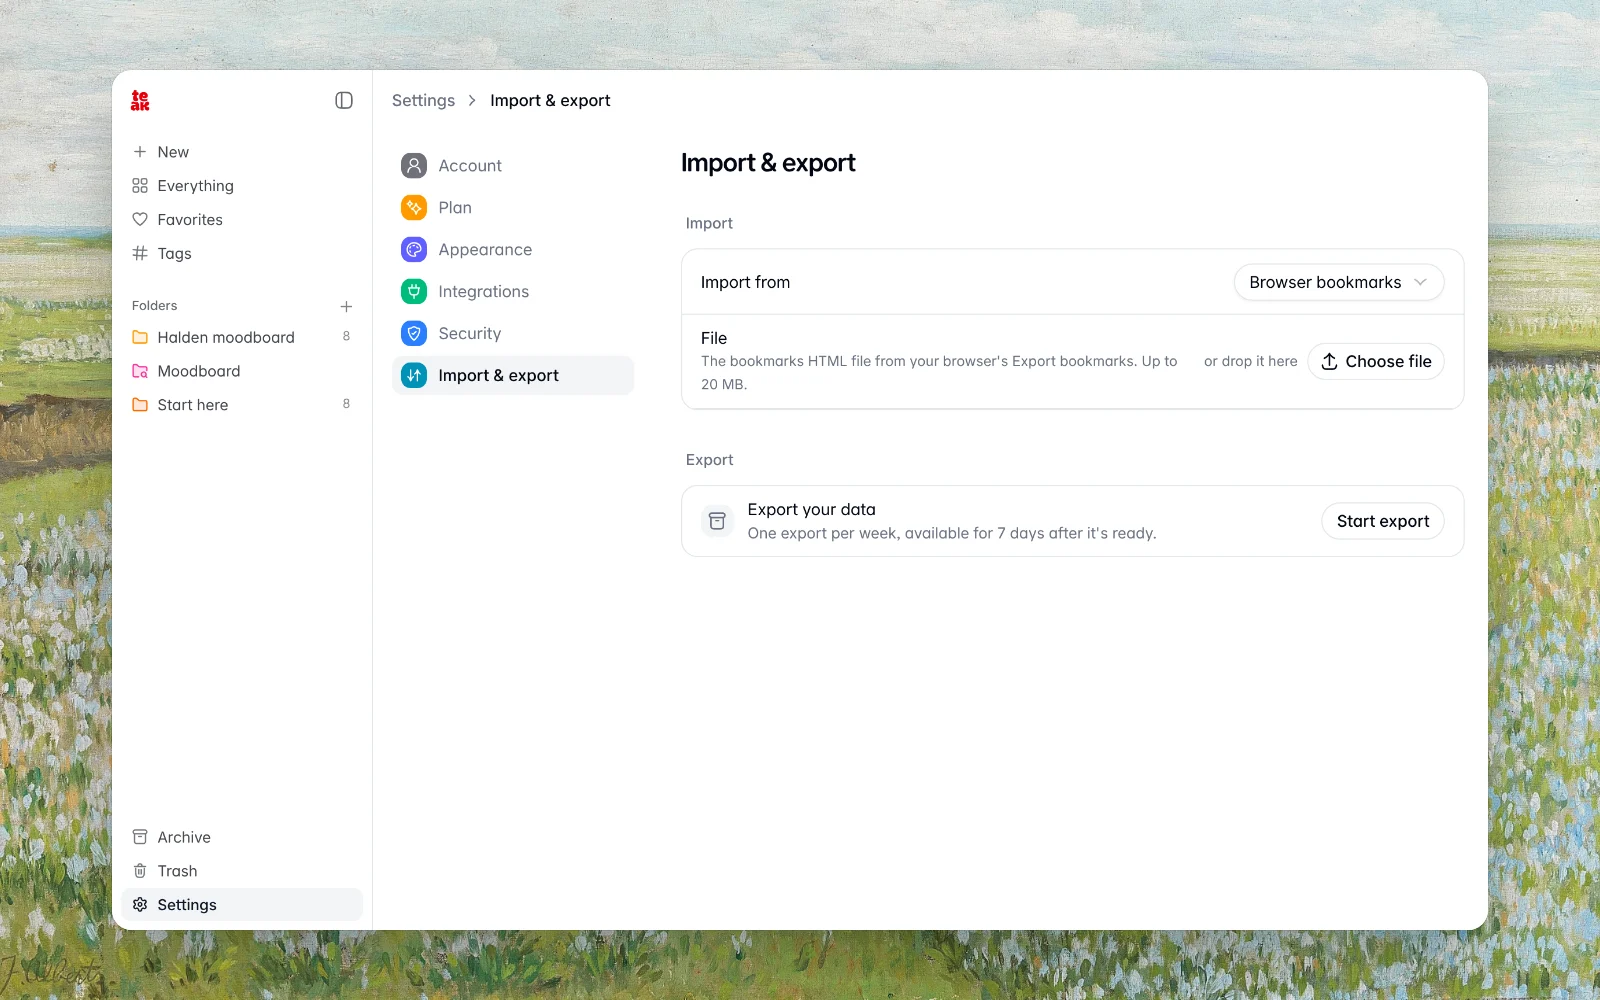 te
ak
Settings
Import & export
New
Everything
Favorites
Tags
Folders
Halden moodboard 8
Moodboard
Start here 8
Archive
Trash
Settings
Account
Plan
Appearance
Integrations
Security
Import & export
Import & export
Import
Import from
Browser bookmarks
File
The bookmarks HTML file from your browser's Export bookmarks. Up to
20 MB.
or drop it here
Choose file
Export
Export your data
One export per week, available for 7 days after it's ready.
Start export